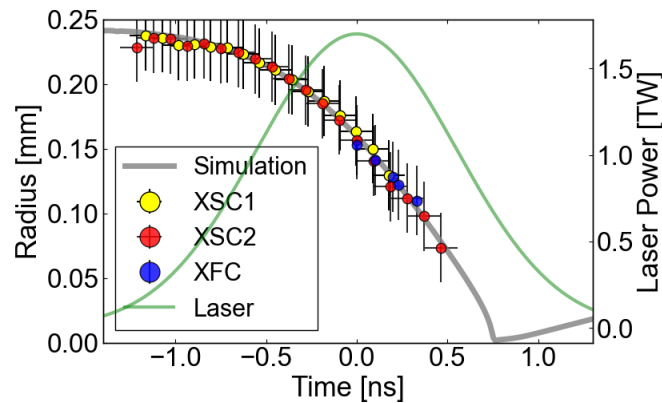 0.25
0.20
0.15
0.10
0.05
0.00
Radius [mm]
Simulation
XSC1
XSC2
XFC
Laser
−1.0
−0.5
0.0
0.5
1.0
Time [ns]
1.5
1.0
0.5
0.0
Laser Power [TW]